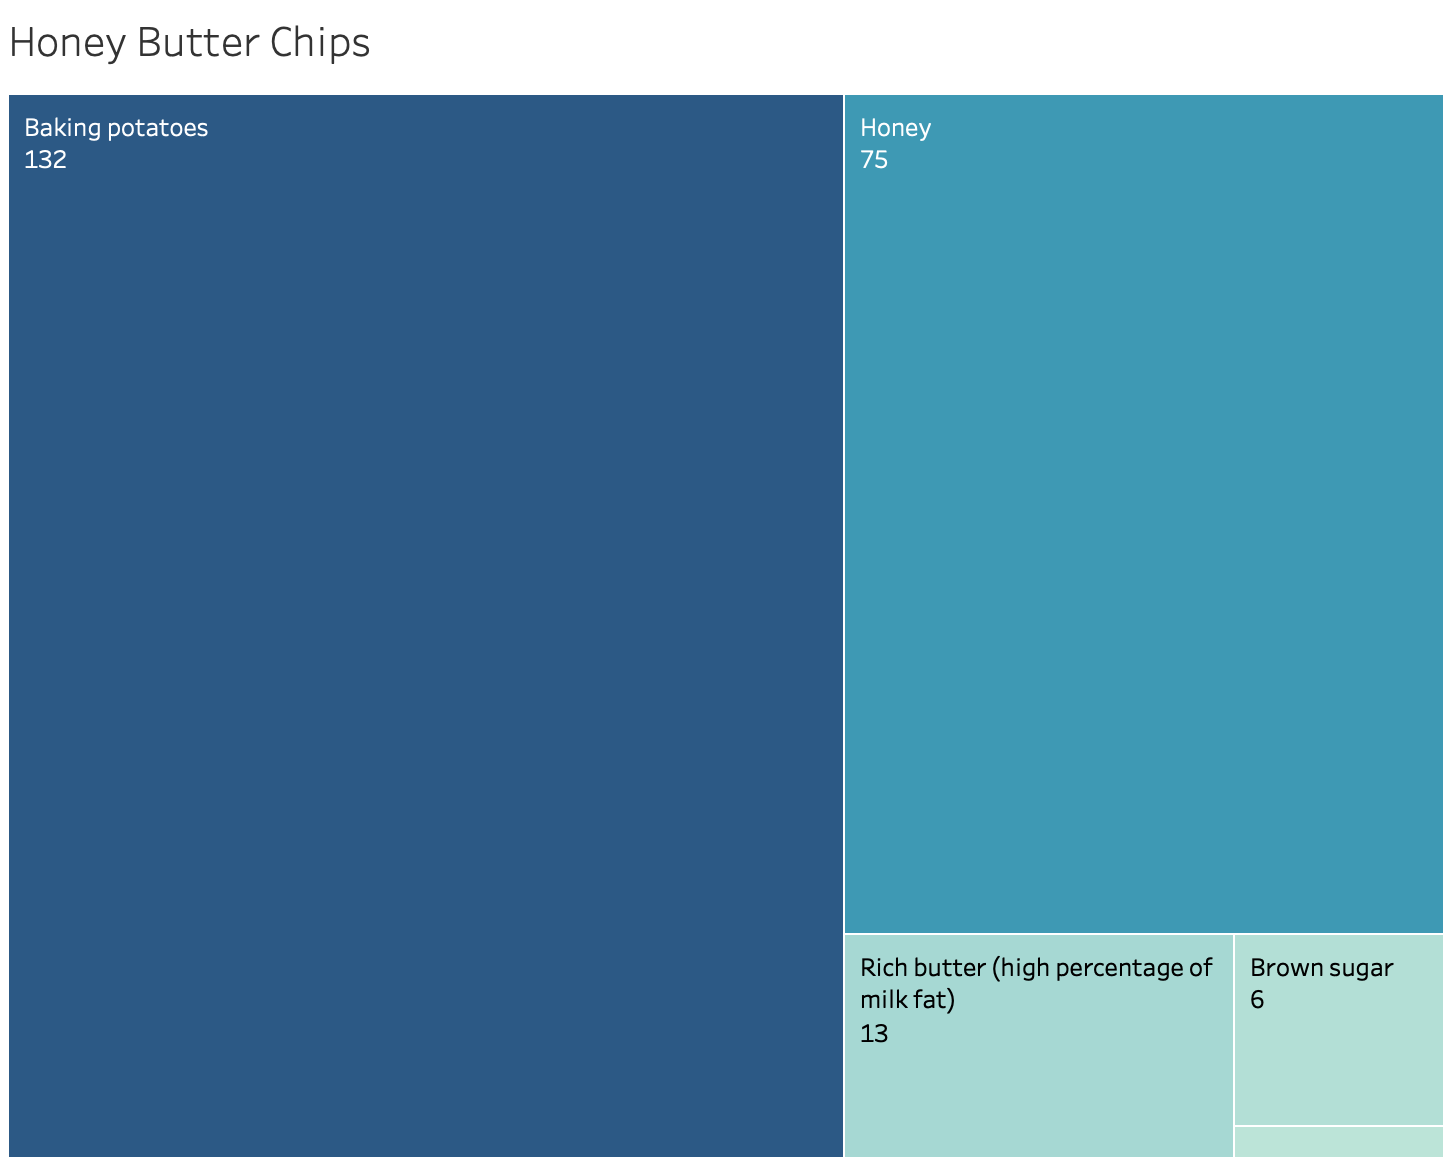 Honey Butter Chips
Baking potatoes
132
Honey
75
Rich butter (high percentage of
milk fat)
13
Brown sugar
6